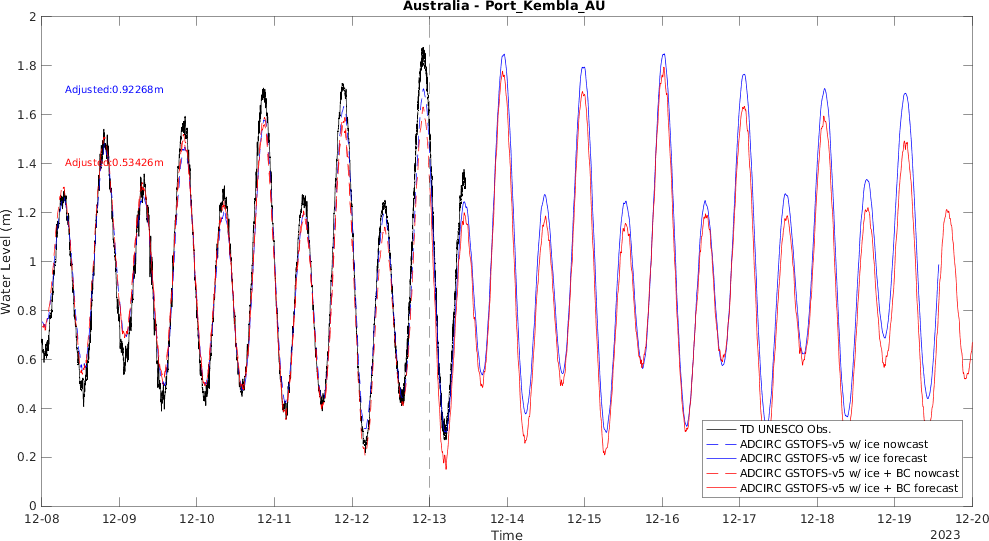 Australia - Port_Kembla_AU
2
1.8
1.6
1.4
1.2
1
0.8
0.6
0.4
0.2
0
Water Level (m)
Adjusted:0.92268m
Adjusted:0.53426m
TD UNESCO Obs.
ADCIRC GSTOFS-v5 w/ ice nowcast
ADCIRC GSTOFS-v5 w/ ice forecast
ADCIRC GSTOFS-v5 w/ ice + BC nowcast
ADCIRC GSTOFS-v5 w/ ice + BC forecast
12-08 12-09 12-10 12-11 12-12 12-13 12-14 12-15 12-16 12-17 12-18 12-19 12-20
Time
2023